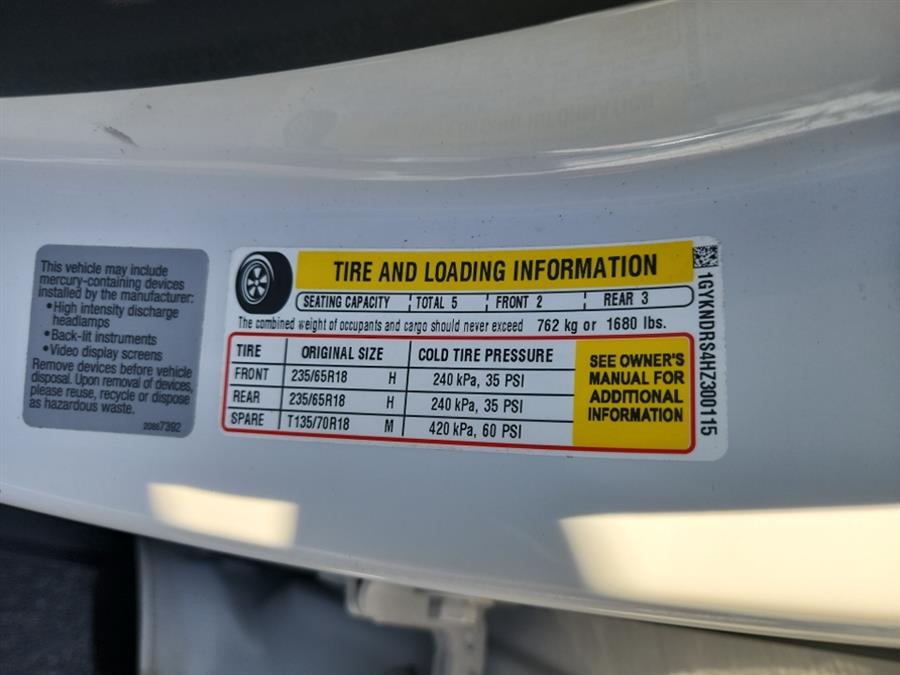 This vehicle may include
mercury-containing devices
installed by the manufacturer:
• High intensity discharge
headlamps
• Back-lit instruments
• Video display screens
Remove devices before vehicle
disposal. Upon removal of devices,
please reuse, recycle or dispose
as hazardous waste.
20887392
TIRE AND LOADING INFORMATION
SEATING CAPACITY TOTAL 5 FRONT 2 REAR 3
The combined weight of occupants and cargo should never exceed 762 kg or 1680 lbs.
TIRE ORIGINAL SIZE COLD TIRE PRESSURE
FRONT 235/65R18 H 240 kPa, 35 PSI
REAR 235/65R18 H 240 kPa, 35 PSI
SPARE T135/70R18 M 420 kPa, 60 PSI
SEE OWNER'S
MANUAL FOR
ADDITIONAL
INFORMATION
1GYKNDRS4HZ300115